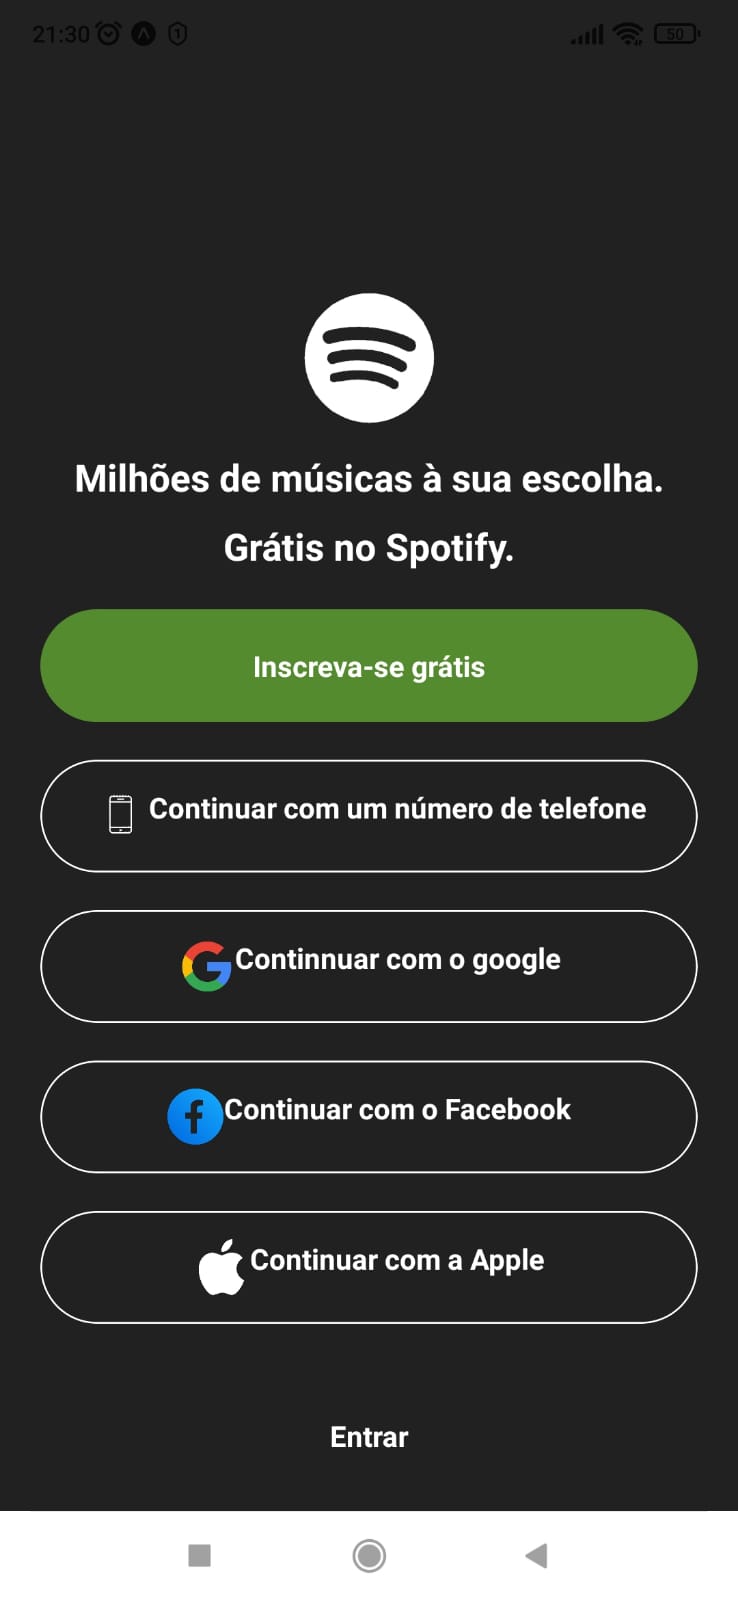 21:30
50
Milhões de músicas à sua escolha.
Grátis no Spotify.
Inscreva-se grátis
Continuar com um número de telefone
Continnuar com o google
Continuar com o Facebook
Continuar com a Apple
Entrar